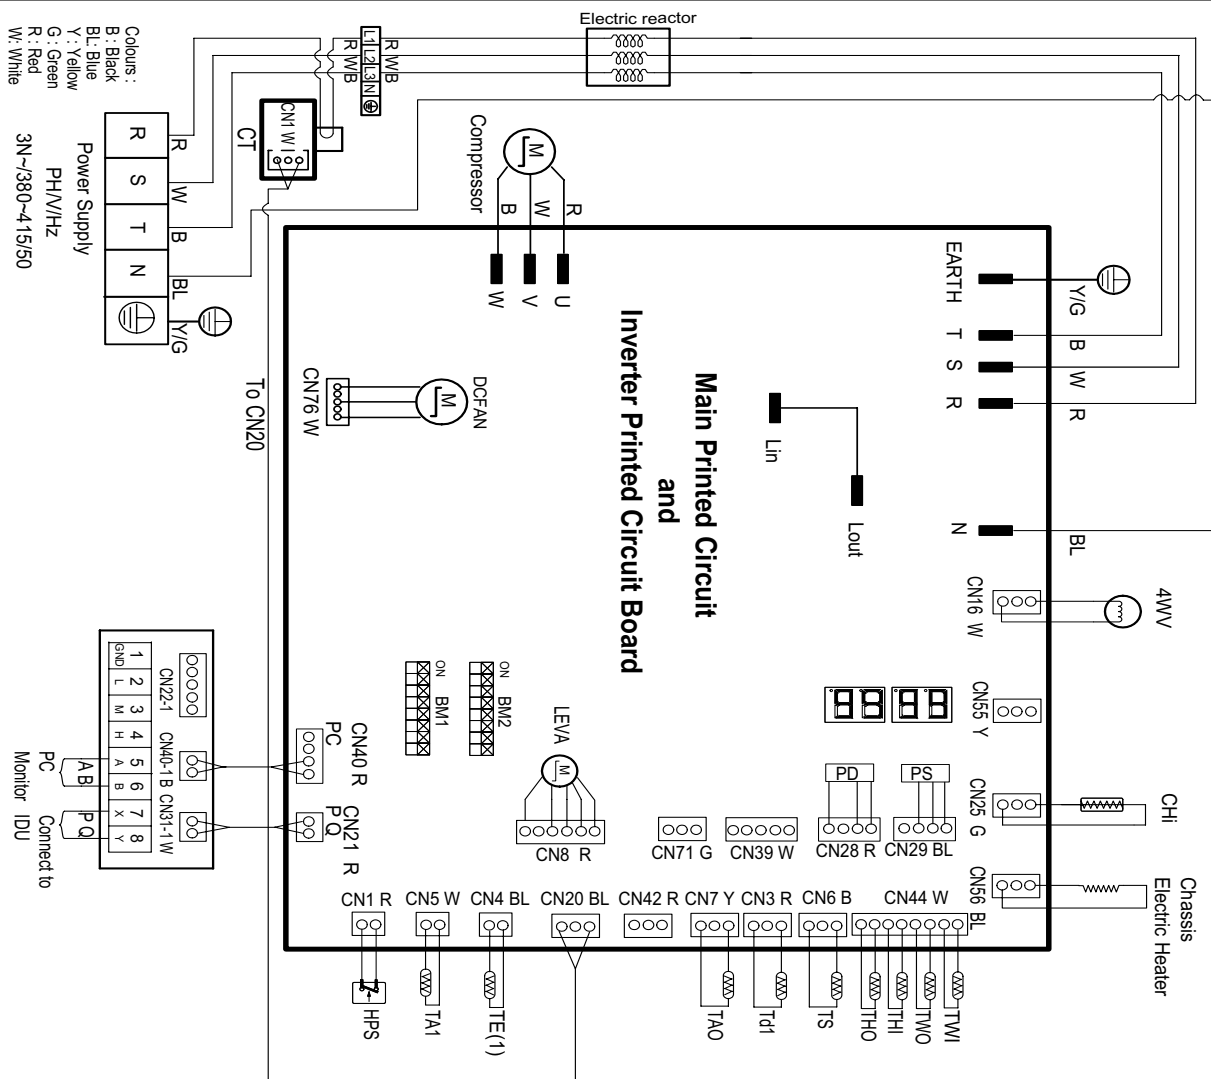 Electric reactor
Colours :
B : Black
BL: Blue
Y : Yellow
G : Green
R : Red
W: White
L1 L2 L3 N
R W B
R W B
CN1 W I
CT
Power Supply
PH/V/Hz
3N~/380~415/50
R S T N
R
W
B
BL
Y/G
Compressor
M
B W R
W V U
EARTH
T
S
R
N
Y/G
B
W
R
BL
Main Printed Circuit
and
Inverter Printed Circuit Board
Lin
Lout
DCFAN
M
CN76 W
To CN20
4WV
CN16 W
CN55 Y
CHi
CN25 G
Chassis
Electric Heater
CN56 BL
ON
BM1
ON
BM2
LEVA
M
CN8 R
PD
PS
CN71 G
CN39 W
CN28 R
CN29 BL
CN40 R
PC
CN21 R
P Q
CN22-1
CN40-1 B
CN31-1 W
1 2 3 4 5 6 7 8
GND L M H A B X Y
A B
P Q
PC
Monitor
Connect to
IDU
CN1 R
CN5 W
CN4 BL
CN20 BL
CN42 R
CN7 Y
CN3 R
CN6 B
CN44 W
HPS
TA1
TE(1)
TAO
Td1
TS
THO
THI
TWO
TWI